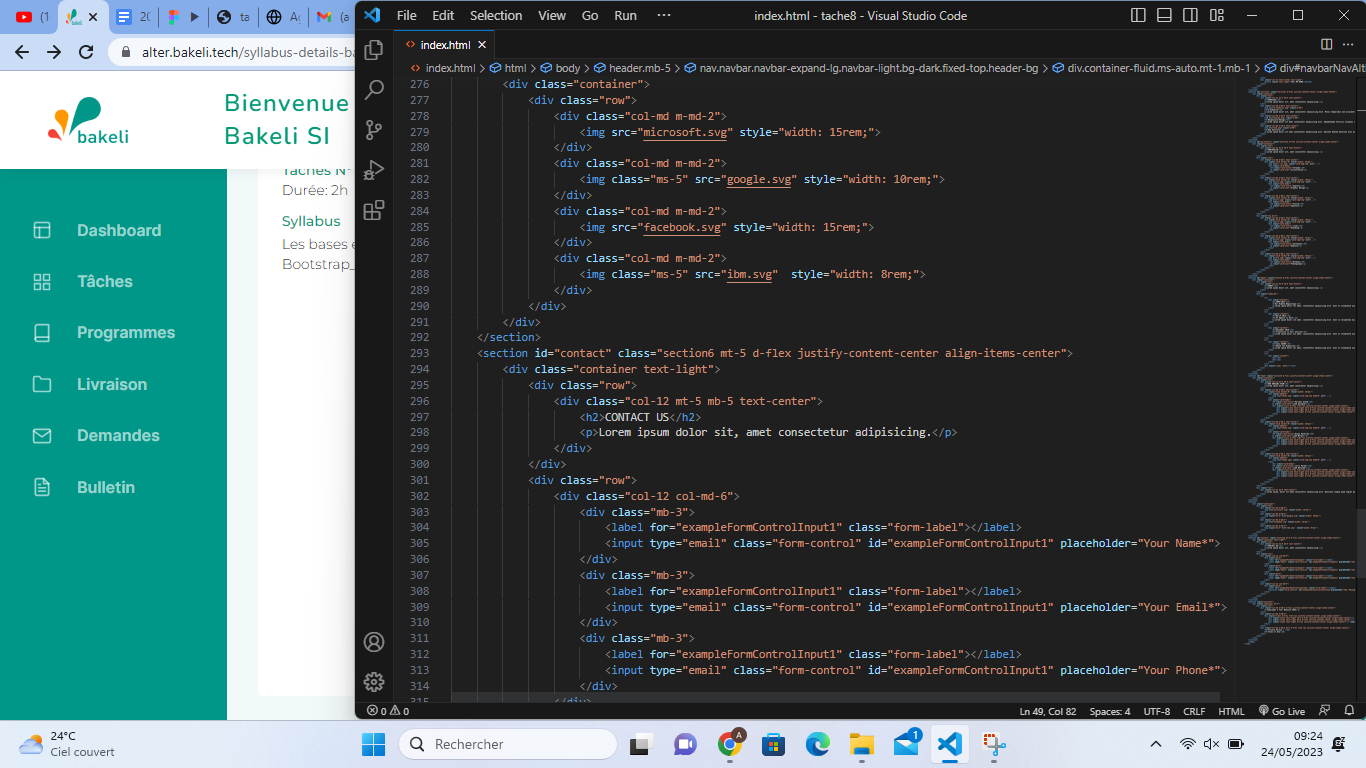 (1
20
Ac
ta
Ac
(a
alter.bakeli.tech/syllabus-details-ba
bakeli
Bienvenue
Bakeli SI
Taches N°
Durée: 2h
Syllabus
Les bases e
Bootstrap_
Dashboard
Tâches
Programmes
Livraison
Demandes
Bulletin
File Edit Selection View Go Run ··· index.html - tache8 - Visual Studio Code
index.html
index.html > html > body > header.mb-5 > nav.navbar.navbar-expand-lg.navbar-light.bg-dark.fixed-top.header-bg > div.container-fluid.ms-auto.mt-1.mb-1 > div#navbarNavAlt
276 <div class="container">
277 <div class="row">
278 <div class="col-md m-md-2">
279 <img src="microsoft.svg" style="width: 15rem;">
280 </div>
281 <div class="col-md m-md-2">
282 <img class="ms-5" src="google.svg" style="width: 10rem;">
283 </div>
284 <div class="col-md m-md-2">
285 <img src="facebook.svg" style="width: 15rem;">
286 </div>
287 <div class="col-md m-md-2">
288 <img class="ms-5" src="ibm.svg"  style="width: 8rem;">
289 </div>
290 </div>
291 </div>
292 </section>
293 <section id="contact" class="section6 mt-5 d-flex justify-content-center align-items-center">
294 <div class="container text-light">
295 <div class="row">
296 <div class="col-12 mt-5 mb-5 text-center">
297 <h2>CONTACT US</h2>
298 <p>Lorem ipsum dolor sit, amet consectetur adipisicing.</p>
299 </div>
300 </div>
301 <div class="row">
302 <div class="col-12 col-md-6">
303 <div class="mb-3">
304 <label for="exampleFormControlInput1" class="form-label"></label>
305 <input type="email" class="form-control" id="exampleFormControlInput1" placeholder="Your Name*">
306 </div>
307 <div class="mb-3">
308 <label for="exampleFormControlInput1" class="form-label"></label>
309 <input type="email" class="form-control" id="exampleFormControlInput1" placeholder="Your Email*">
310 </div>
311 <div class="mb-3">
312 <label for="exampleFormControlInput1" class="form-label"></label>
313 <input type="email" class="form-control" id="exampleFormControlInput1" placeholder="Your Phone*">
314 </div>
315 </div>
0 0 Ln 49, Col 82 Spaces: 4 UTF-8 CRLF HTML Go Live
24°C
Ciel couvert
Rechercher
A
1
09:24
24/05/2023